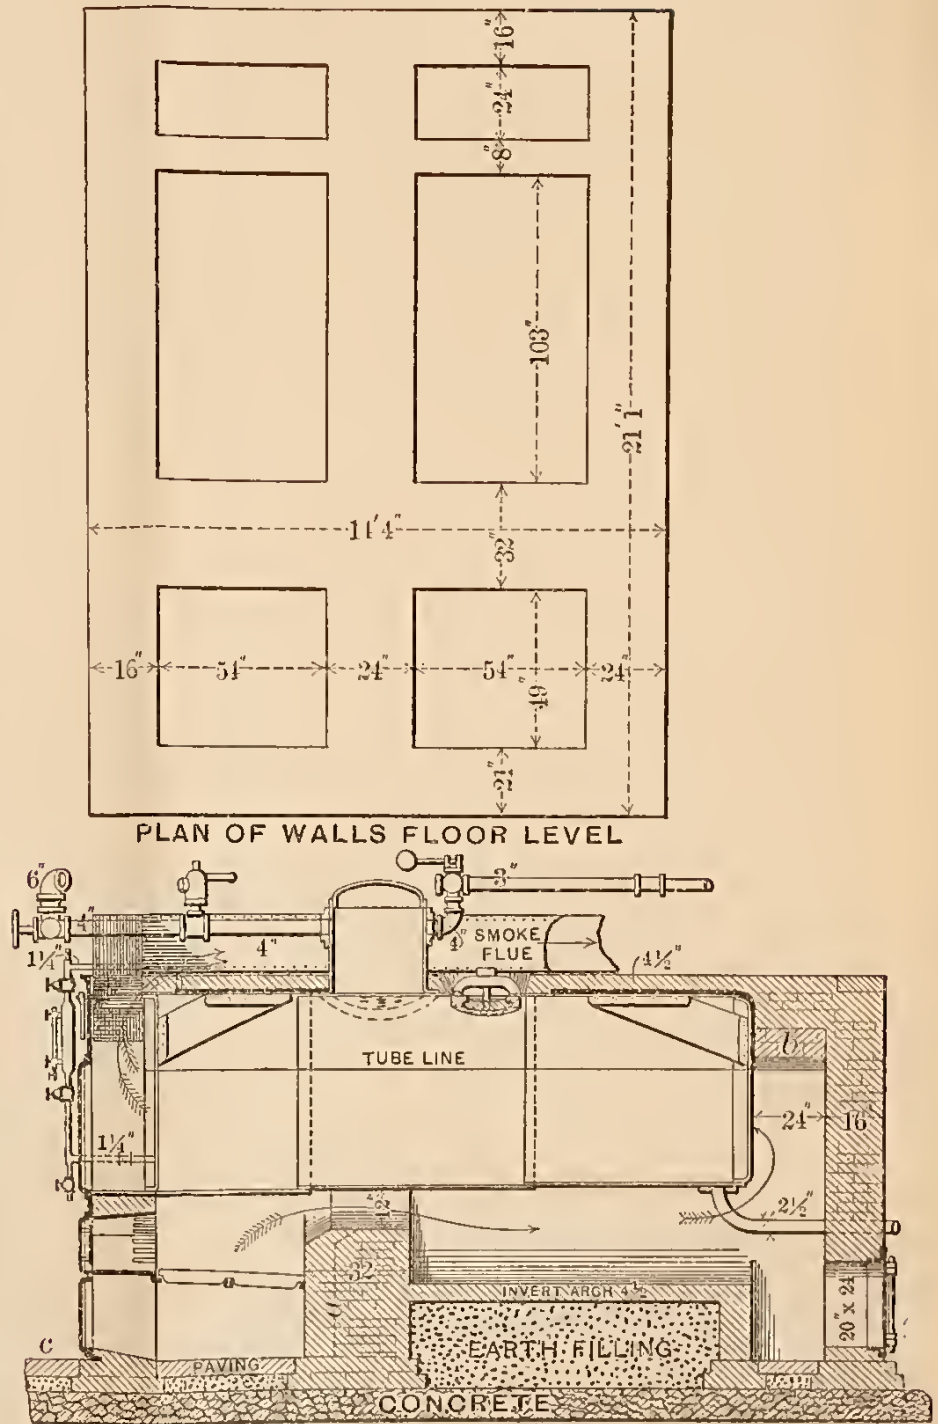 16"
24"
8"
103"
21'1"
11'4"
32"
16" 54" 24" 54" 24"
49"
21"
PLAN OF WALLS FLOOR LEVEL
6"
3"
4"
4"
4"
SMOKE
FLUE
1¼"
4½"
TUBE LINE
b
24"
16
1¼"
12"
2½"
32
a
INVERT ARCH 4½
20" x 24"
EARTH FILLING
c
PAVING
CONCRETE